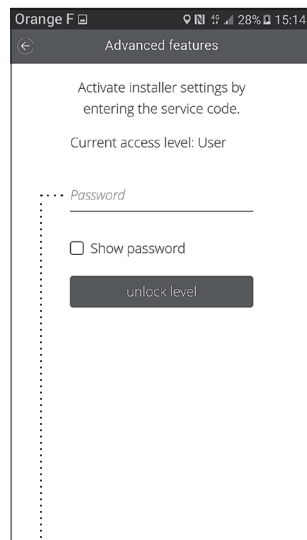 Orange F 4G 28% 15:14
Advanced features
Activate installer settings by
entering the service code.
Current access level: User
Password
Show password
unlock level